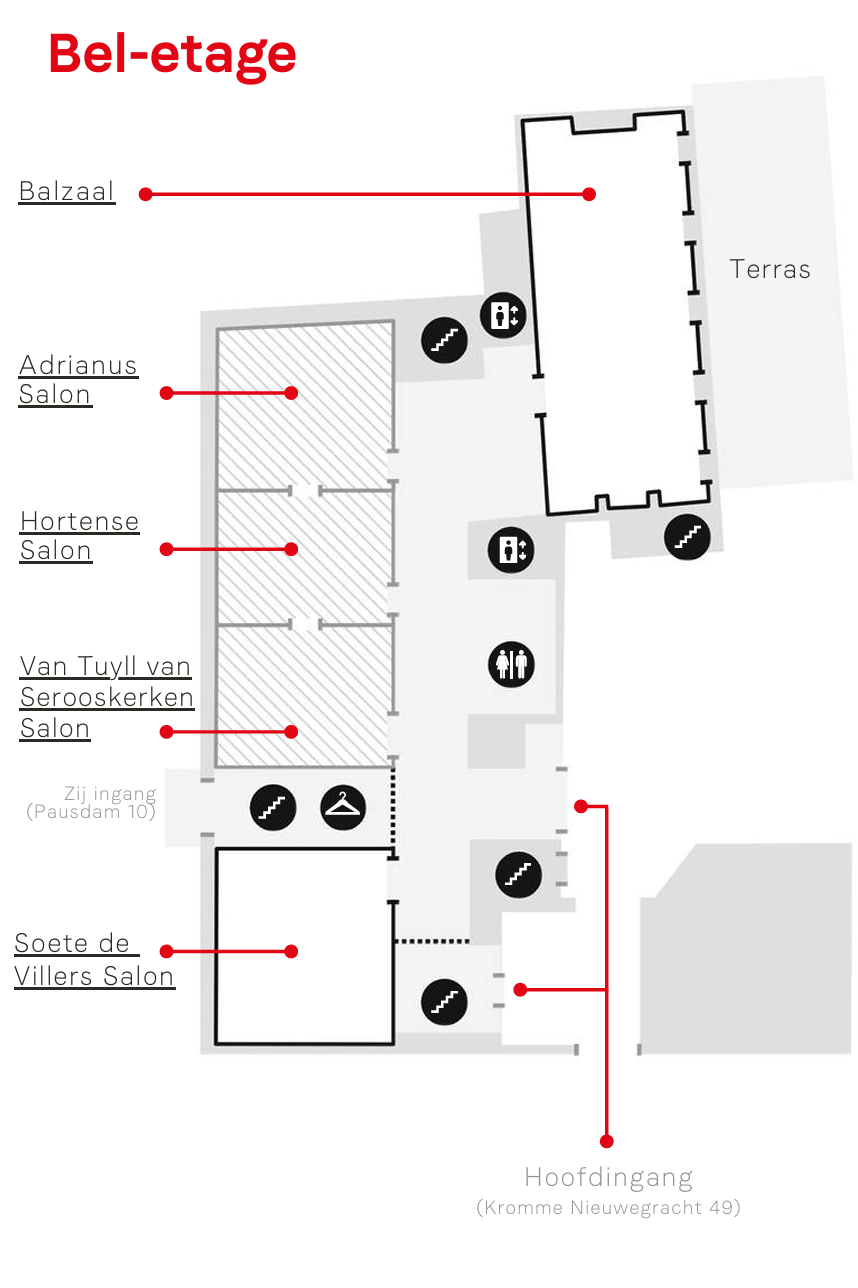 Bel-etage
Balzaal
Terras
Adrianus
Salon
Hortense
Salon
Van Tuyll van
Serooskerken
Salon
Zij ingang
(Pausdam 10)
Soete de
Villers Salon
Hoofdingang
(Kromme Nieuwegracht 49)